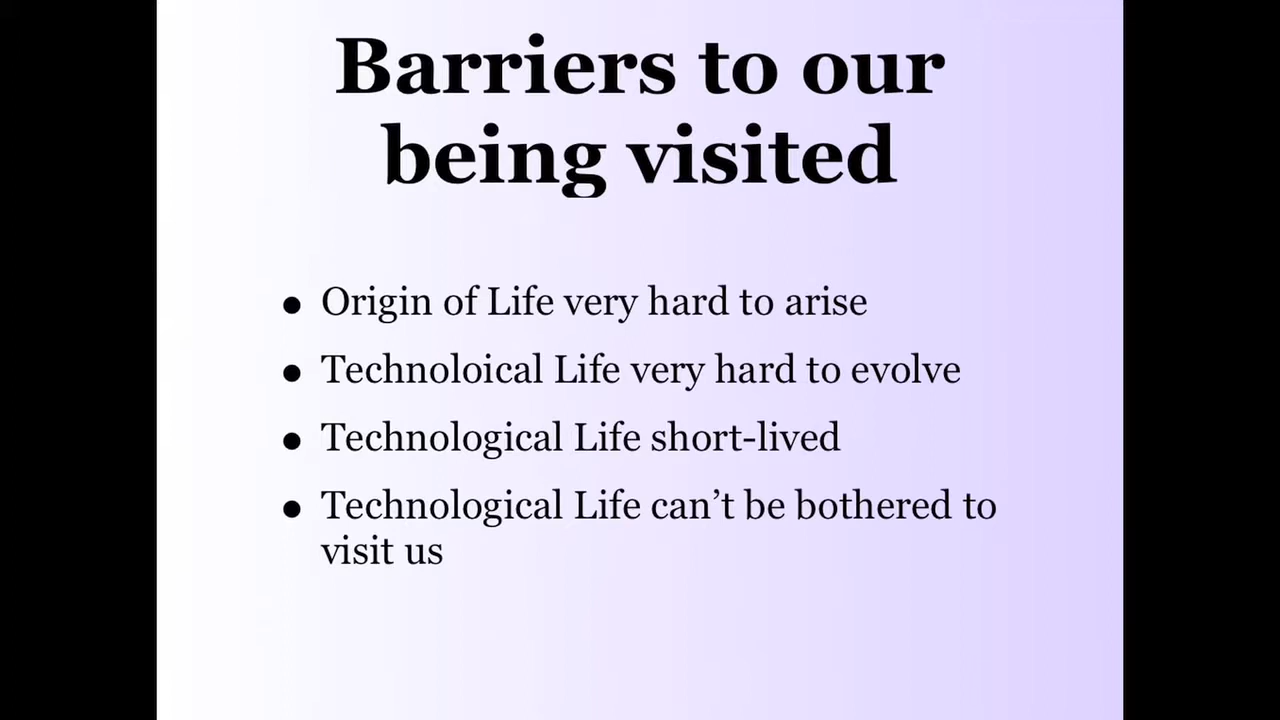 Barriers to our
being visited
• Origin of Life very hard to arise
• Technoloical Life very hard to evolve
• Technological Life short-lived
• Technological Life can’t be bothered to
visit us